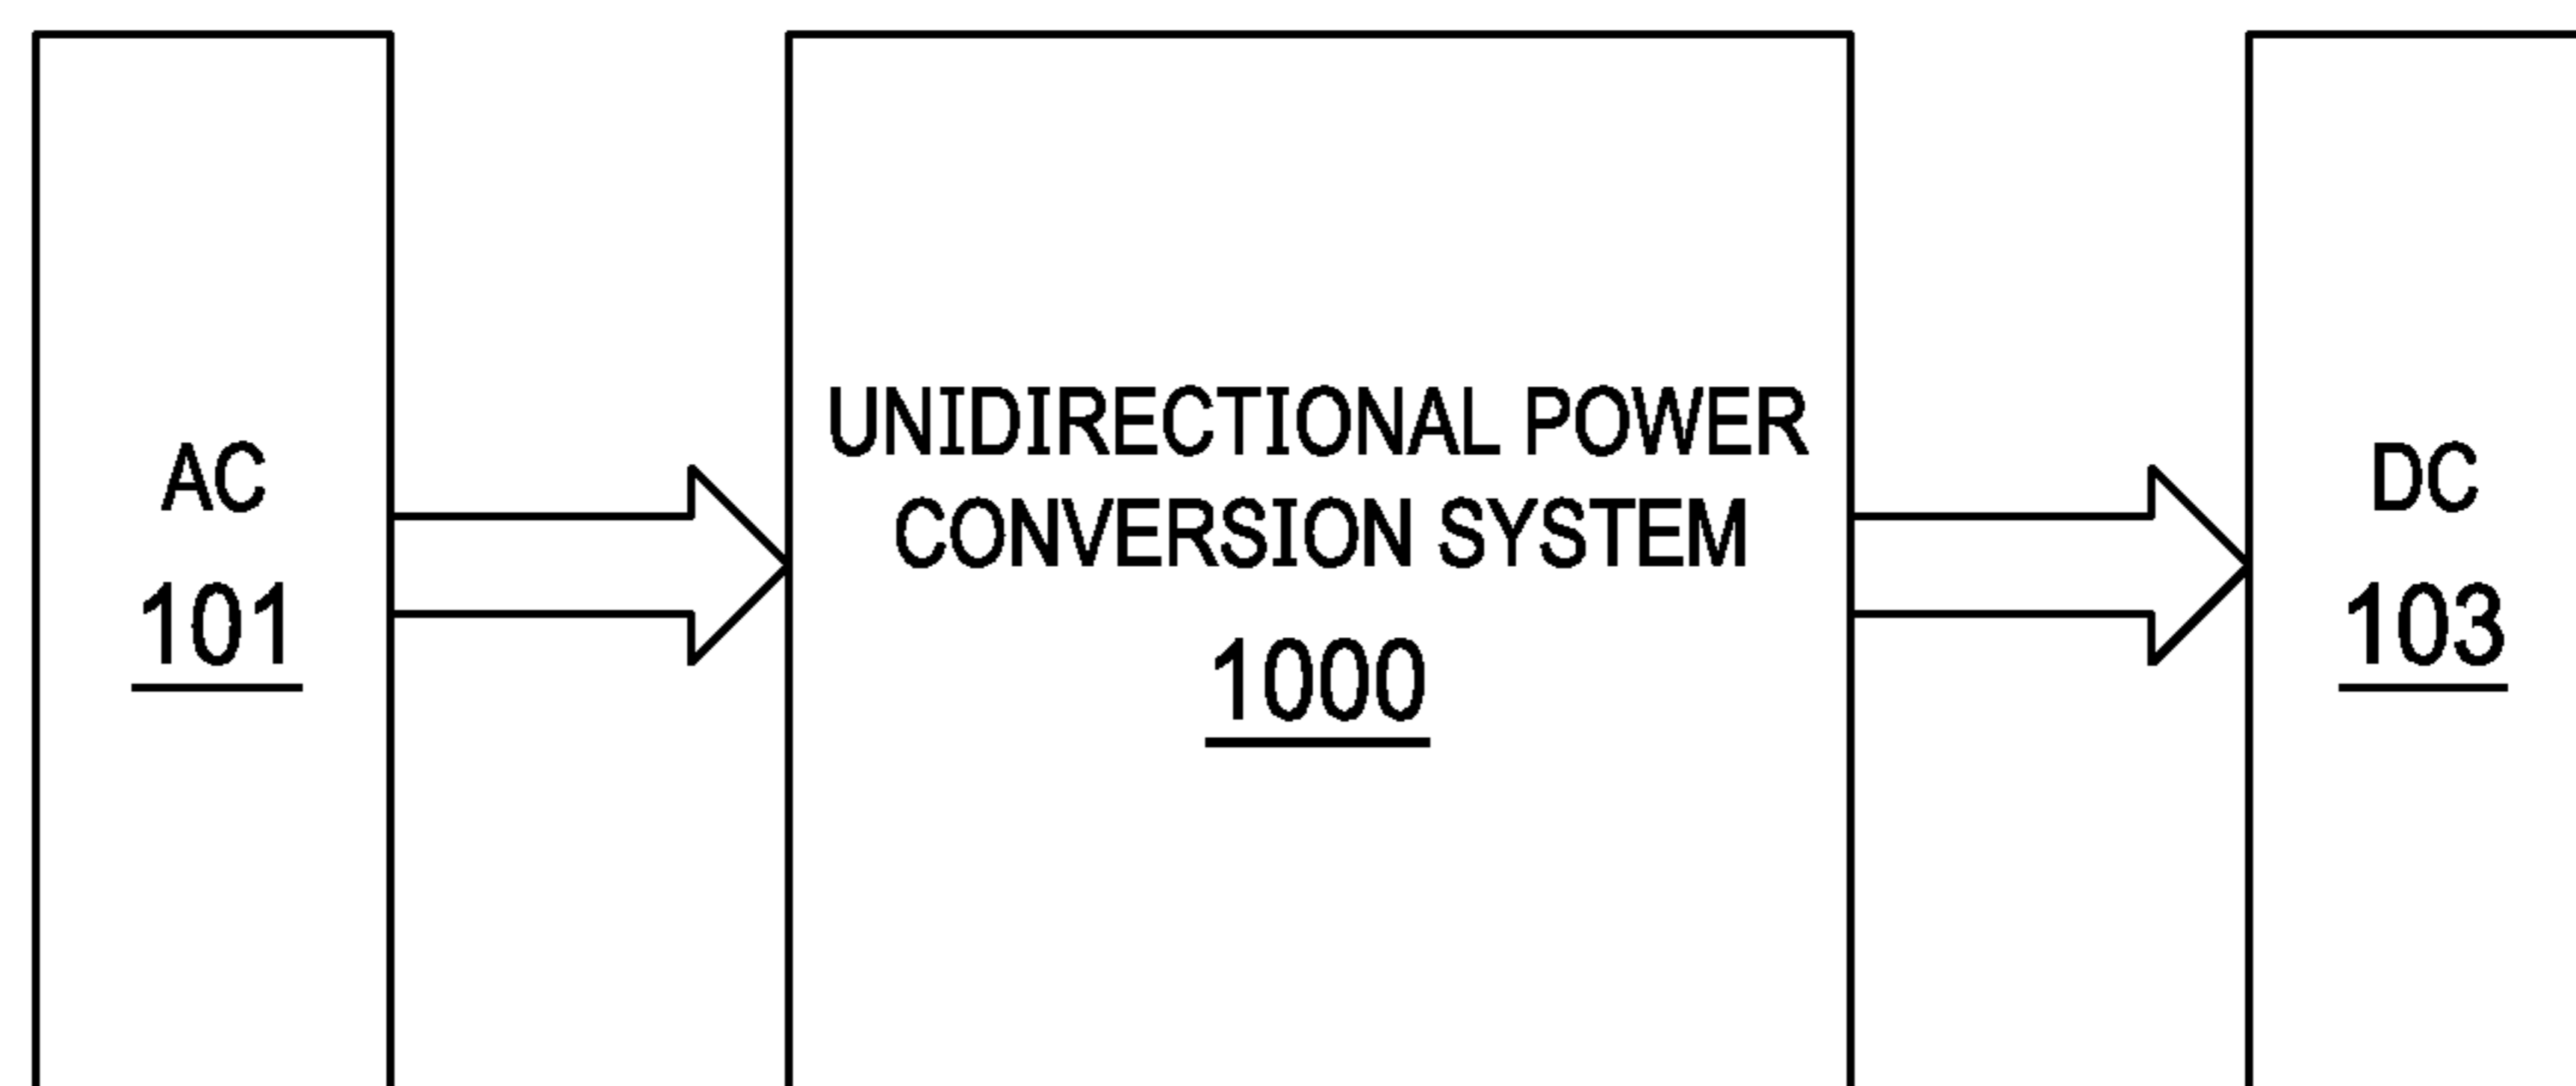 AC
101
UNIDIRECTIONAL POWER
CONVERSION SYSTEM
1000
DC
103